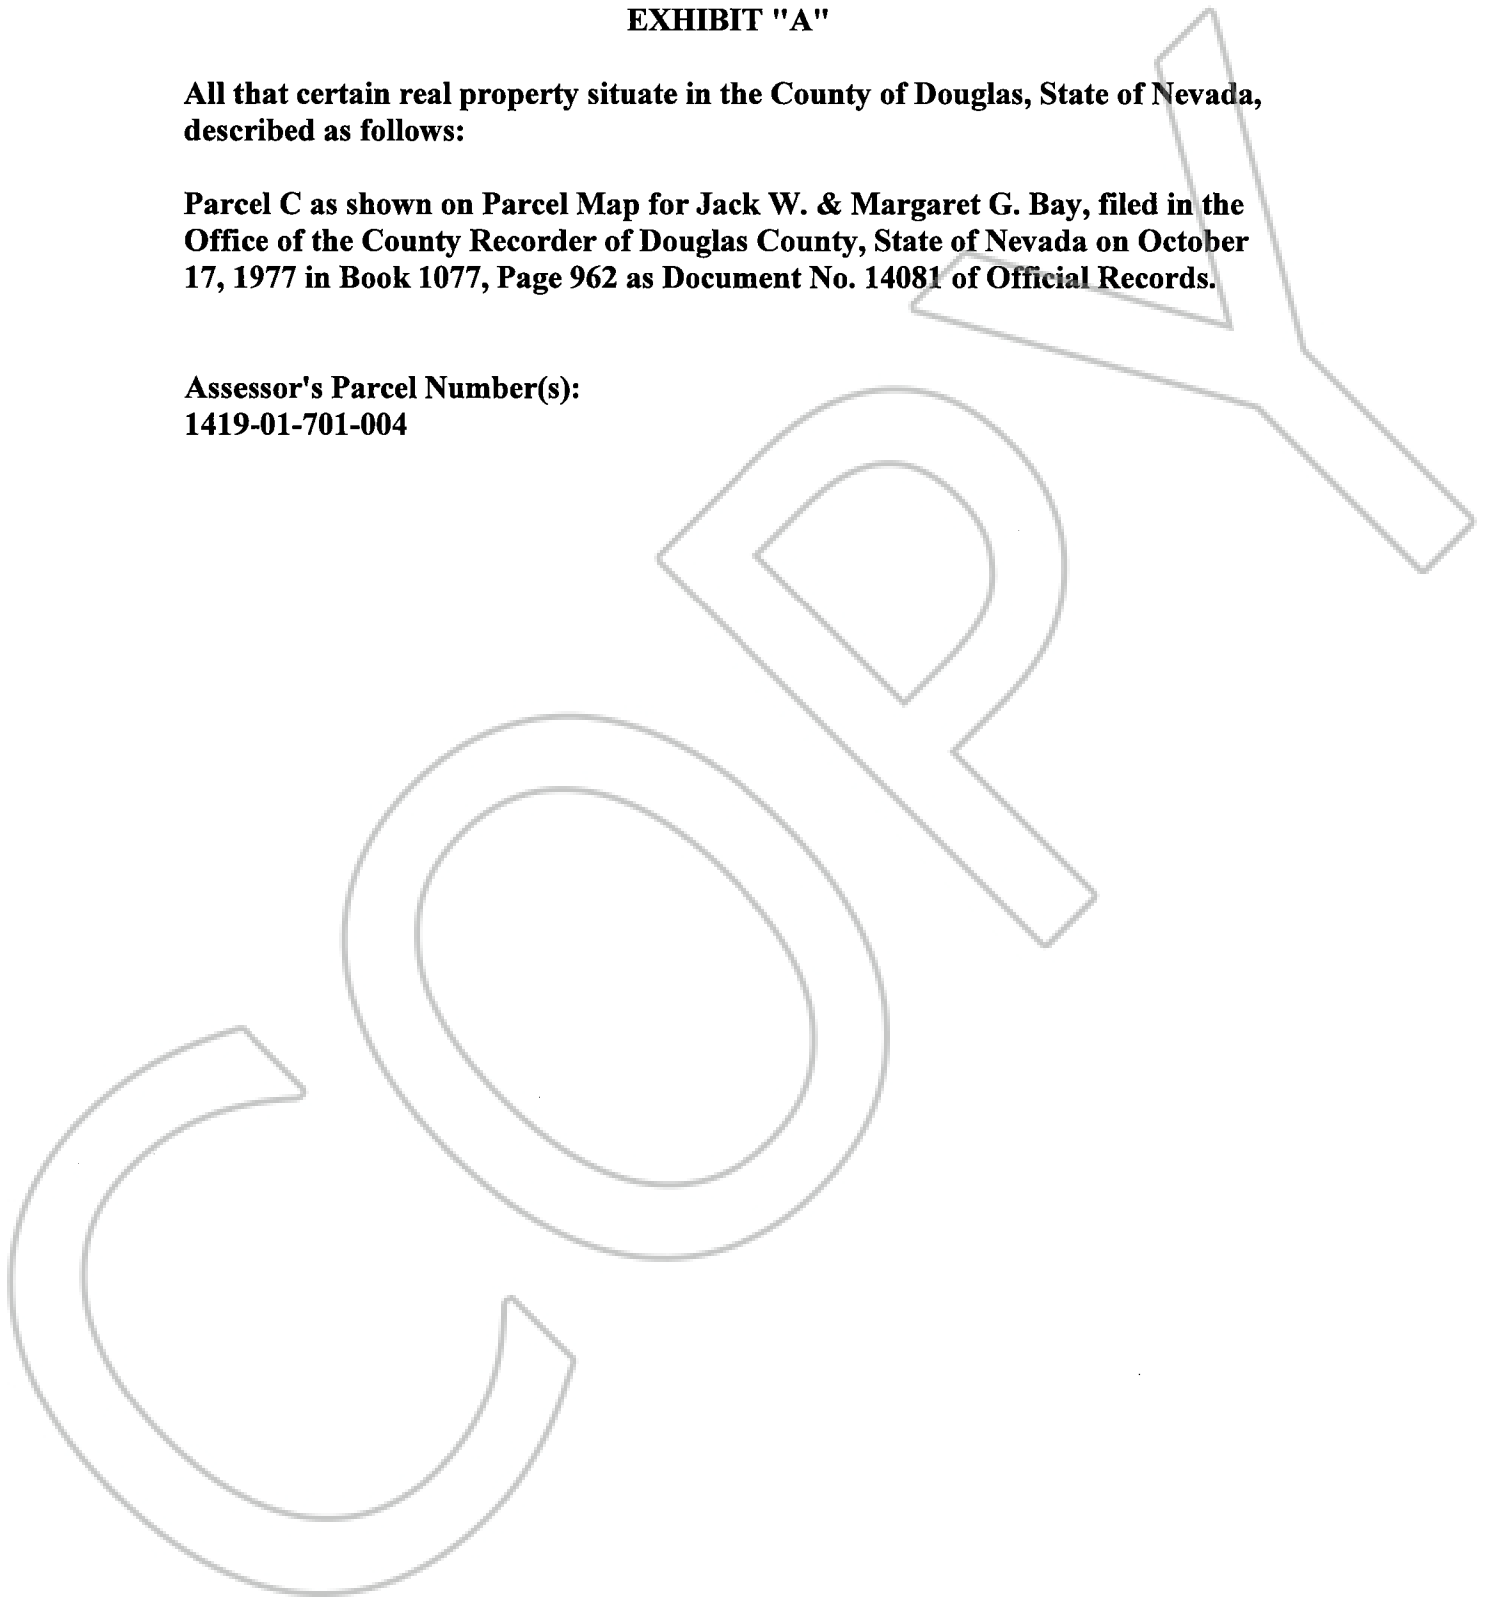 EXHIBIT "A"
All that certain real property situate in the County of Douglas, State of Nevada,
described as follows:
Parcel C as shown on Parcel Map for Jack W. & Margaret G. Bay, filed in the
Office of the County Recorder of Douglas County, State of Nevada on October
17, 1977 in Book 1077, Page 962 as Document No. 14081 of Official Records.
Assessor's Parcel Number(s):
1419-01-701-004
COPY